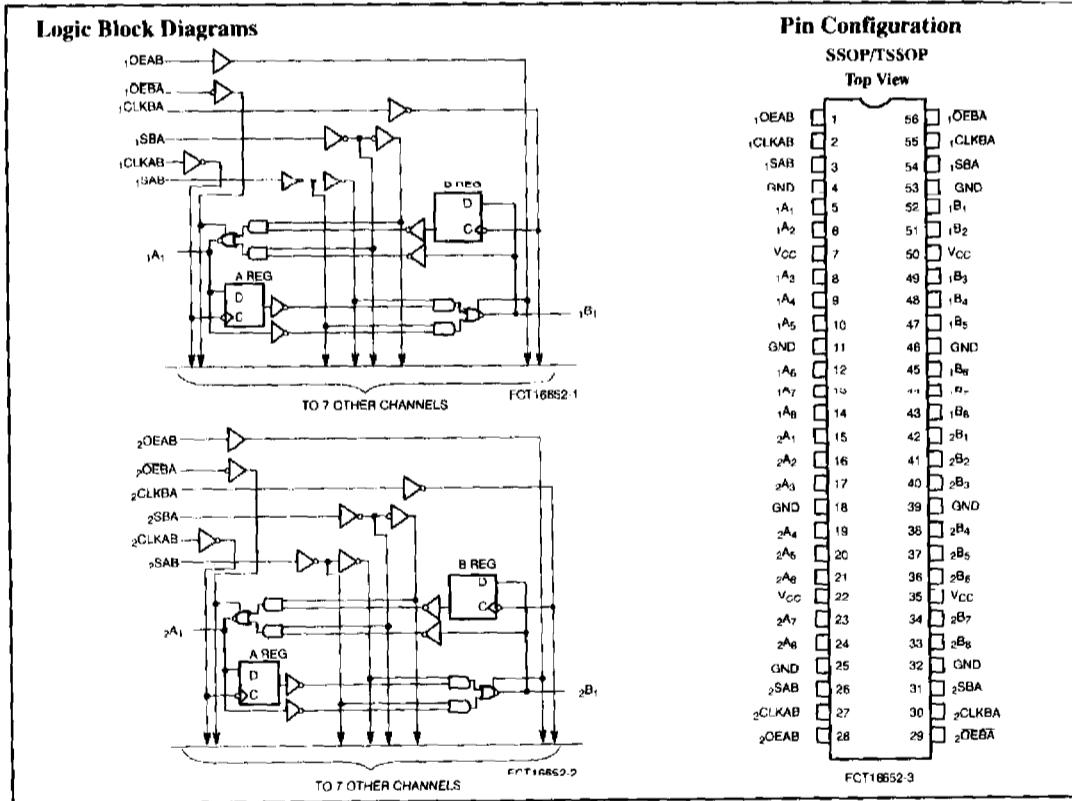 Logic Block Diagrams
₁OEAB
₁OEBA
₁CLKBA
₁SBA
₁CLKAB
₁SAB
B REG
D
C
₁A₁
A REG
D
C
₁B₁
TO 7 OTHER CHANNELS
FCT16652-1
₂OEAB
₂OEBA
₂CLKBA
₂SBA
₂CLKAB
₂SAB
B REG
D
C
₂A₁
A REG
D
C
₂B₁
TO 7 OTHER CHANNELS
FCT16652-2
Pin Configuration
SSOP/TSSOP
Top View
₁OEAB 1 56 ₁O̅E̅B̅A̅
₁CLKAB 2 55 ₁CLKBA
₁SAB 3 54 ₁SBA
GND 4 53 GND
₁A₁ 5 52 ₁B₁
₁A₂ 6 51 ₁B₂
VCC 7 50 VCC
₁A₃ 8 49 ₁B₃
₁A₄ 9 48 ₁B₄
₁A₅ 10 47 ₁B₅
GND 11 46 GND
₁A₆ 12 45 ₁B₆
₁A₇
₁A₈ 14 43 ₁B₈
₂A₁ 15 42 ₂B₁
₂A₂ 16 41 ₂B₂
₂A₃ 17 40 ₂B₃
GND 18 39 GND
₂A₄ 19 38 ₂B₄
₂A₅ 20 37 ₂B₅
₂A₆ 21 36 ₂B₆
VCC 22 35 VCC
₂A₇ 23 34 ₂B₇
₂A₈ 24 33 ₂B₈
GND 25 32 GND
₂SAB 26 31 ₂SBA
₂CLKAB 27 30 ₂CLKBA
₂OEAB 28 29 ₂O̅E̅B̅A̅
FCT16652-3